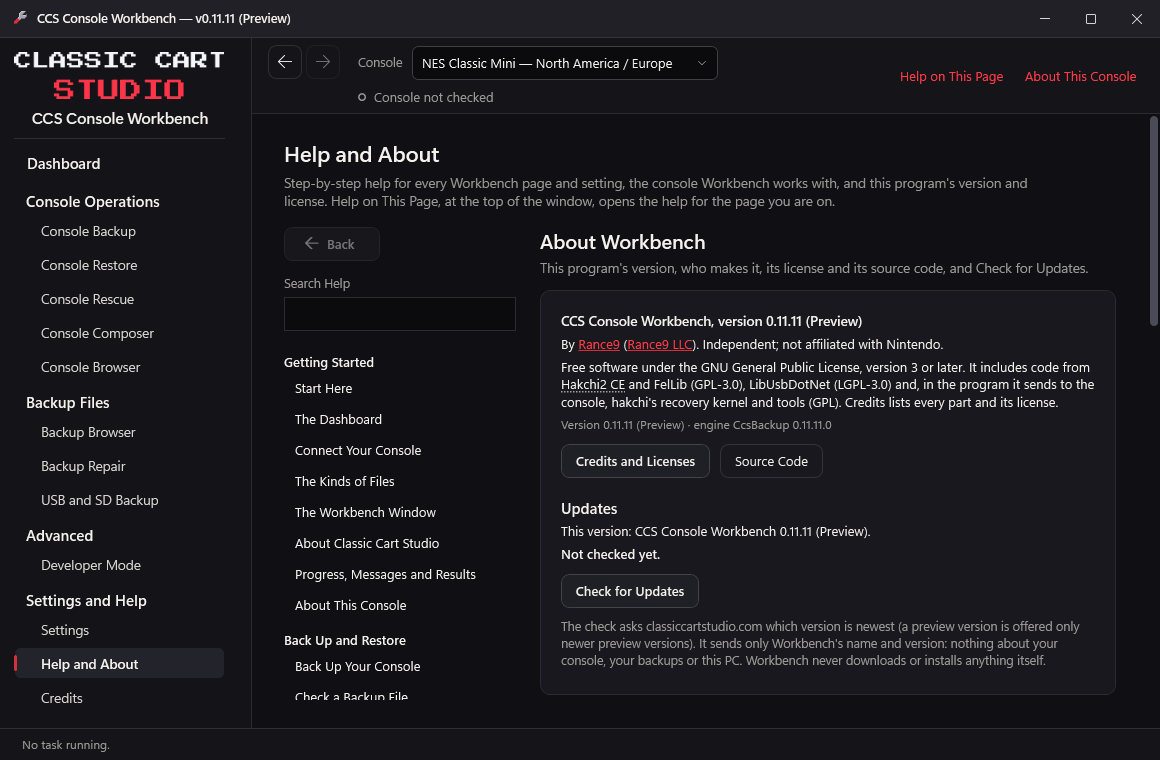 CCS Console Workbench — v0.11.11 (Preview)
CLASSIC CART
STUDIO
CCS Console Workbench
Dashboard
Console Operations
Console Backup
Console Restore
Console Rescue
Console Composer
Console Browser
Backup Files
Backup Browser
Backup Repair
USB and SD Backup
Advanced
Developer Mode
Settings and Help
Settings
Help and About
Credits
Console
NES Classic Mini — North America / Europe
Console not checked
Help on This Page
About This Console
Help and About
Step-by-step help for every Workbench page and setting, the console Workbench works with, and this program's version and
license. Help on This Page, at the top of the window, opens the help for the page you are on.
Back
Search Help
Getting Started
Start Here
The Dashboard
Connect Your Console
The Kinds of Files
The Workbench Window
About Classic Cart Studio
Progress, Messages and Results
About This Console
Back Up and Restore
Back Up Your Console
Check a Backup File
About Workbench
This program's version, who makes it, its license and its source code, and Check for Updates.
CCS Console Workbench, version 0.11.11 (Preview)
By Rance9 (Rance9 LLC). Independent; not affiliated with Nintendo.
Free software under the GNU General Public License, version 3 or later. It includes code from
Hakchi2 CE and FelLib (GPL-3.0), LibUsbDotNet (LGPL-3.0) and, in the program it sends to the
console, hakchi's recovery kernel and tools (GPL). Credits lists every part and its license.
Version 0.11.11 (Preview) · engine CcsBackup 0.11.11.0
Credits and Licenses
Source Code
Updates
This version: CCS Console Workbench 0.11.11 (Preview).
Not checked yet.
Check for Updates
The check asks classiccartstudio.com which version is newest (a preview version is offered only
newer preview versions). It sends only Workbench's name and version: nothing about your
console, your backups or this PC. Workbench never downloads or installs anything itself.
No task running.